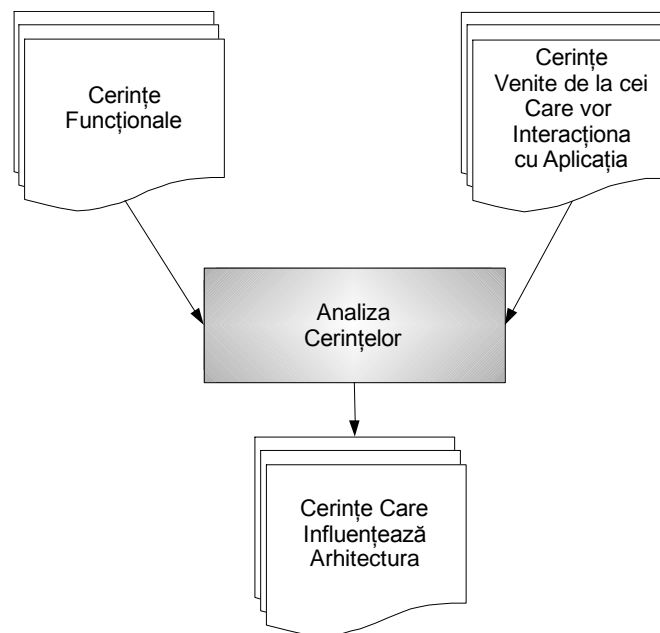 Cerințe
Funcționale
Cerințe
Venite de la cei
Care vor
Interacționa
cu Aplicația
Analiza
Cerințelor
Cerințe Care
Influențează
Arhitectura